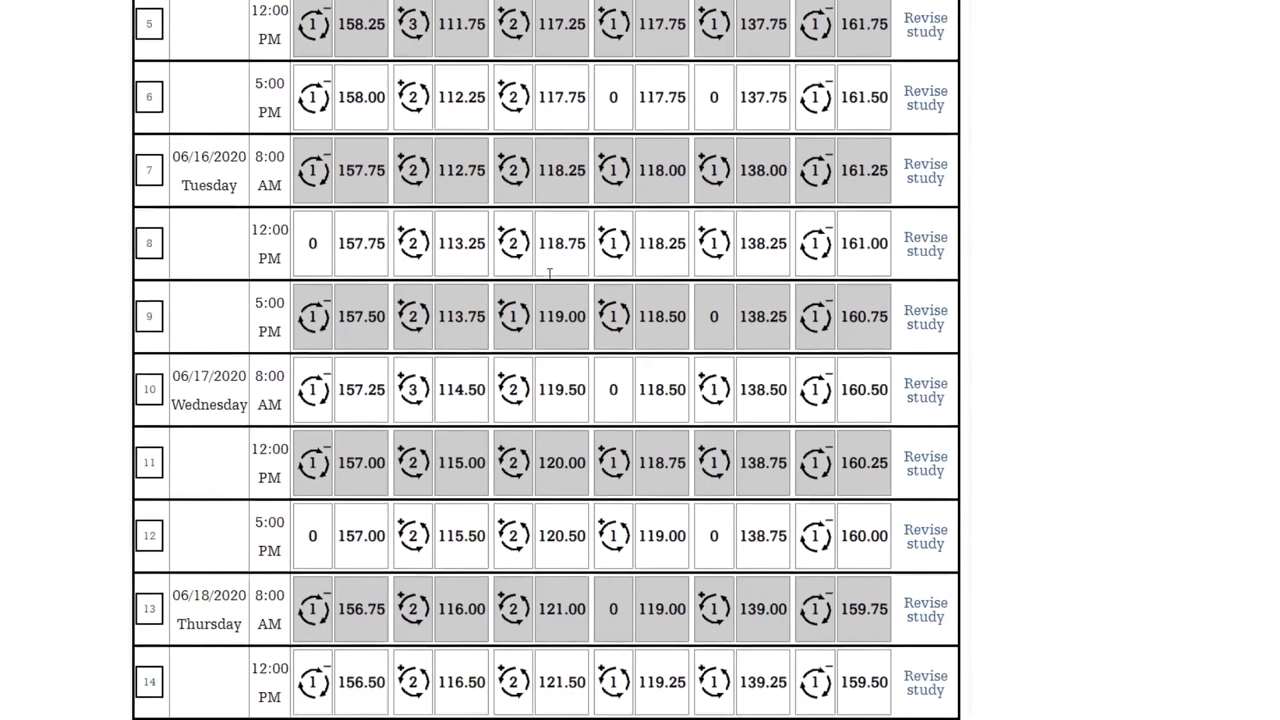 5 12:00 PM 1 − 158.25 + 3 111.75 + 2 117.25 + 1 117.75 + 1 137.75 1 − 161.75 Revise study
6 5:00 PM 1 − 158.00 + 2 112.25 + 2 117.75 0 117.75 0 137.75 1 − 161.50 Revise study
7 06/16/2020 Tuesday 8:00 AM 1 − 157.75 + 2 112.75 + 2 118.25 + 1 118.00 + 1 138.00 1 − 161.25 Revise study
8 12:00 PM 0 157.75 + 2 113.25 + 2 118.75 + 1 118.25 + 1 138.25 1 − 161.00 Revise study
9 5:00 PM 1 − 157.50 + 2 113.75 + 1 119.00 + 1 118.50 0 138.25 1 − 160.75 Revise study
10 06/17/2020 Wednesday 8:00 AM 1 − 157.25 + 3 114.50 + 2 119.50 0 118.50 + 1 138.50 1 − 160.50 Revise study
11 12:00 PM 1 − 157.00 + 2 115.00 + 2 120.00 + 1 118.75 + 1 138.75 1 − 160.25 Revise study
12 5:00 PM 0 157.00 + 2 115.50 + 2 120.50 + 1 119.00 0 138.75 1 − 160.00 Revise study
13 06/18/2020 Thursday 8:00 AM 1 − 156.75 + 2 116.00 + 2 121.00 0 119.00 + 1 139.00 1 − 159.75 Revise study
14 12:00 PM 1 − 156.50 + 2 116.50 + 2 121.50 + 1 119.25 + 1 139.25 1 − 159.50 Revise study